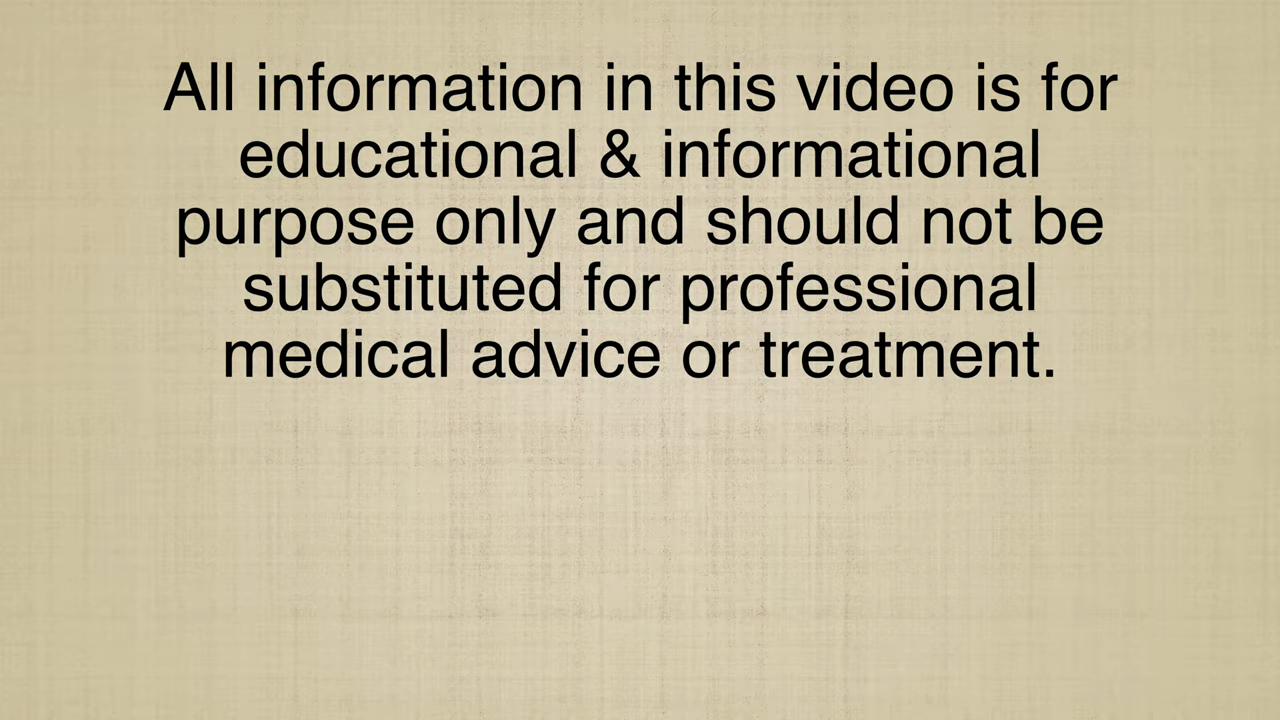 All information in this video is for
educational & informational
purpose only and should not be
substituted for professional
medical advice or treatment.